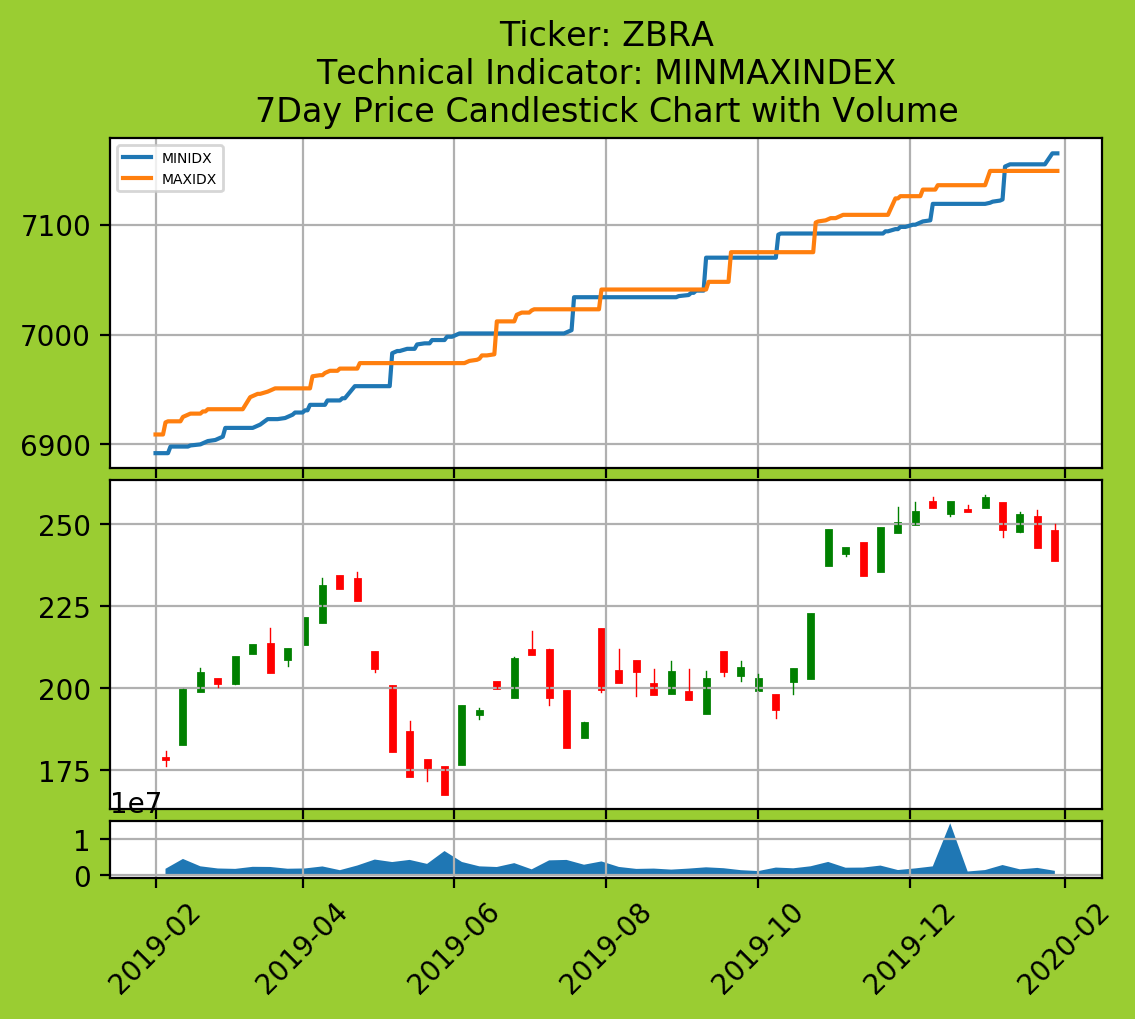 Ticker: ZBRA
Technical Indicator: MINMAXINDEX
7Day Price Candlestick Chart with Volume
MINIDX
MAXIDX
7100
7000
6900
250
225
200
175
1e7
1
0
2019-02
2019-04
2019-06
2019-08
2019-10
2019-12
2020-02